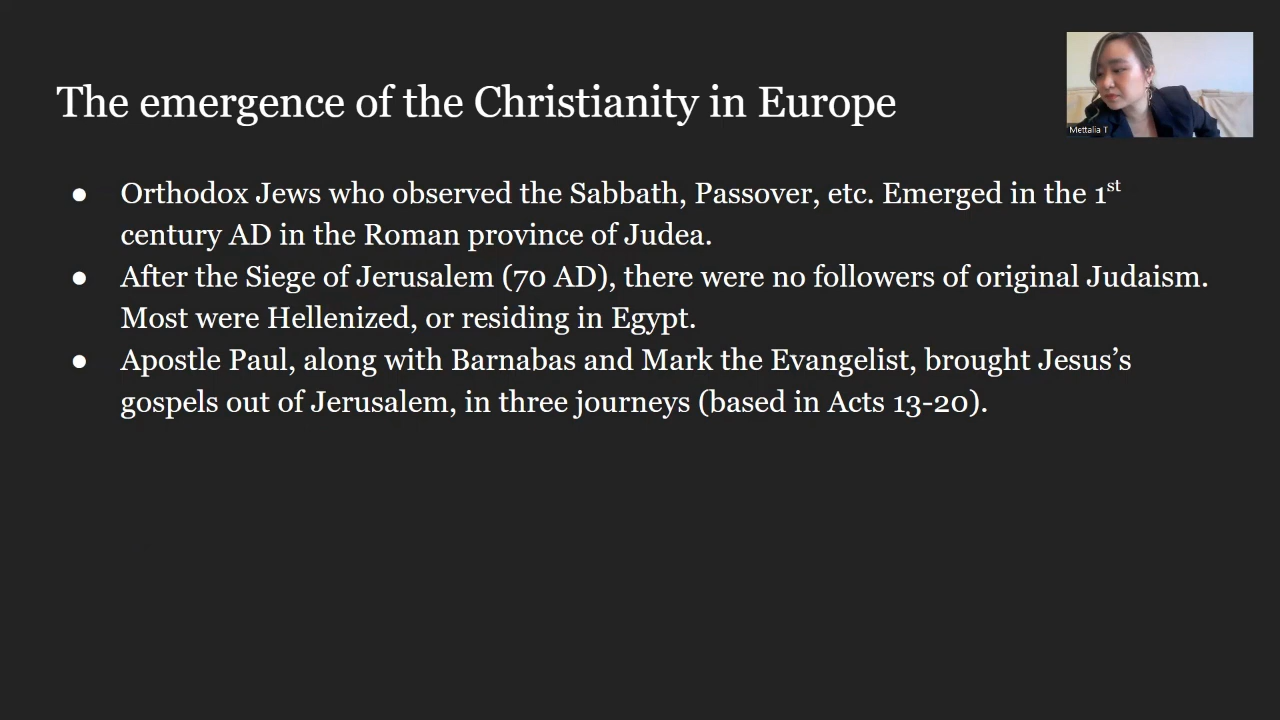 The emergence of the Christianity in Europe
Mettalia T
● Orthodox Jews who observed the Sabbath, Passover, etc. Emerged in the 1st
century AD in the Roman province of Judea.
● After the Siege of Jerusalem (70 AD), there were no followers of original Judaism.
Most were Hellenized, or residing in Egypt.
● Apostle Paul, along with Barnabas and Mark the Evangelist, brought Jesus’s
gospels out of Jerusalem, in three journeys (based in Acts 13-20).